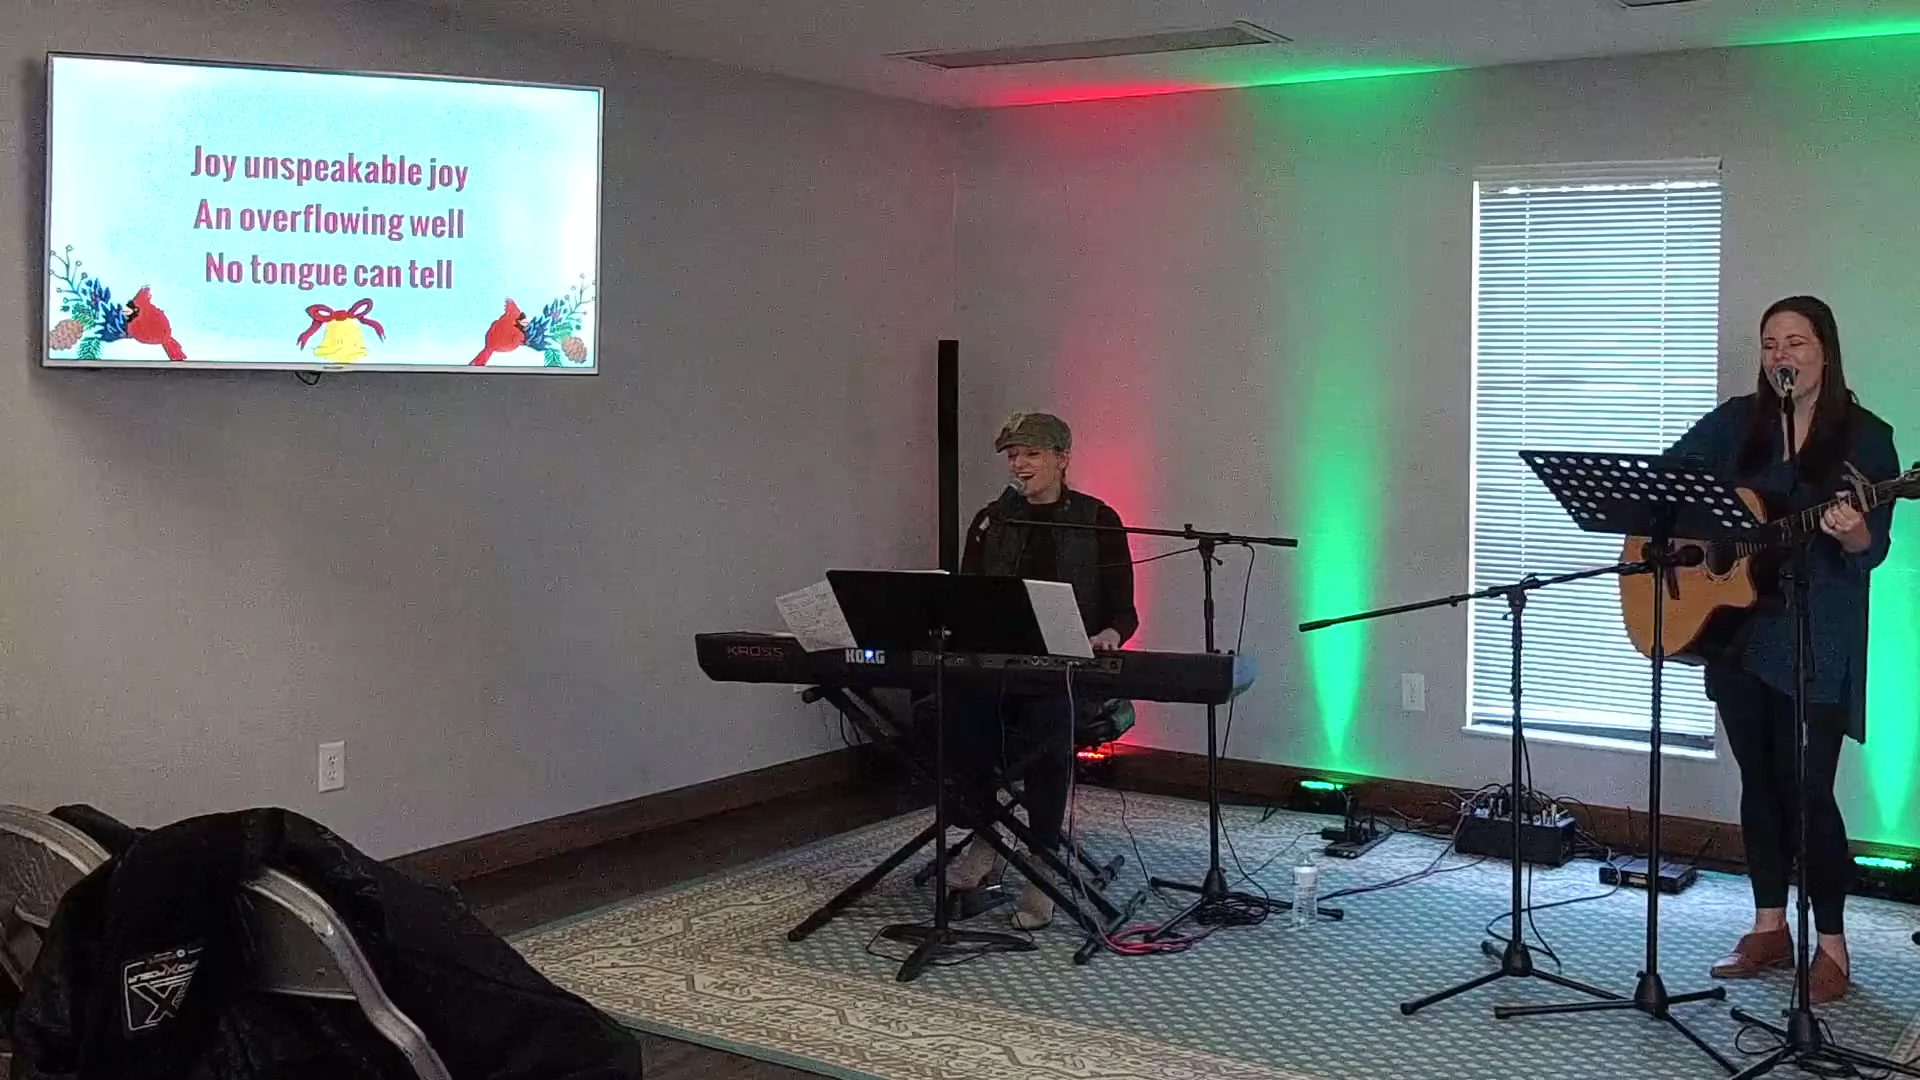 Joy unspeakable joy
An overflowing well
No tongue can tell
KROSS
KORG